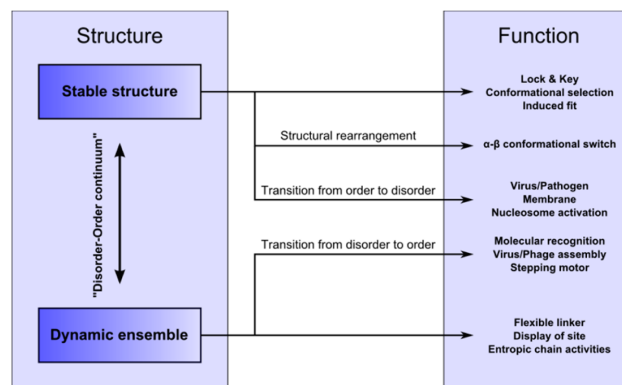 Structure
Function
Stable structure
Lock & Key
Conformational selection
Induced fit
Structural rearrangement
α-β conformational switch
"Disorder-Order continuum"
Transition from order to disorder
Virus/Pathogen
Membrane
Nucleosome activation
Transition from disorder to order
Molecular recognition
Virus/Phage assembly
Stepping motor
Dynamic ensemble
Flexible linker
Display of site
Entropic chain activities